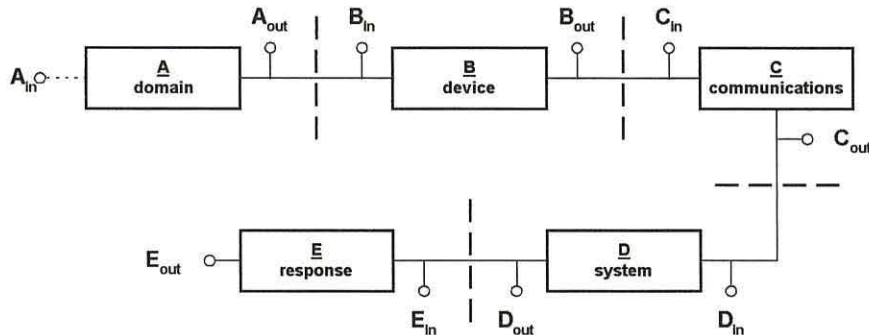 A_out B_in B_out C_in
A_in
A
domain
B
device
C
communications
C_out
E_out
E
response
D
system
E_in D_out D_in